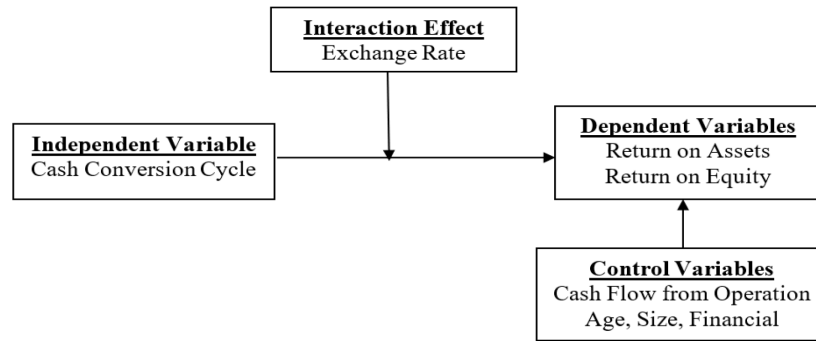 Interaction Effect
Exchange Rate
Independent Variable
Cash Conversion Cycle
Dependent Variables
Return on Assets
Return on Equity
Control Variables
Cash Flow from Operation
Age, Size, Financial